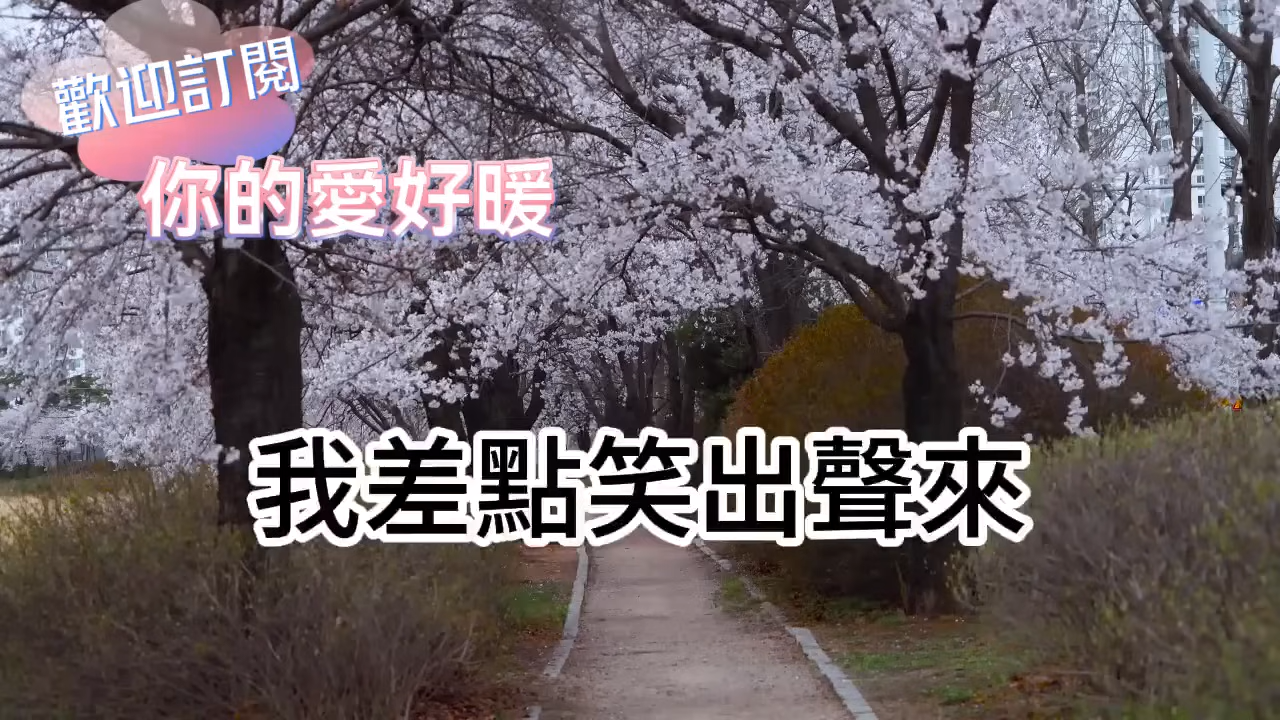 歡迎訂閱
你的愛好暖
我差點笑出聲來